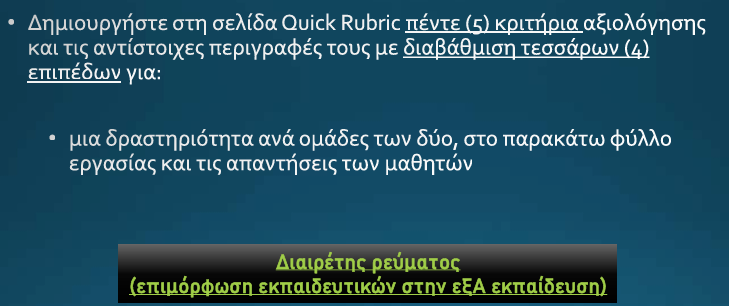 • Δημιουργήστε στη σελίδα Quick Rubric πέντε (5) κριτήρια αξιολόγησης
και τις αντίστοιχες περιγραφές τους με διαβάθμιση τεσσάρων (4)
επιπέδων για:
• μια δραστηριότητα ανά ομάδες των δύο, στο παρακάτω φύλλο
εργασίας και τις απαντήσεις των μαθητών
Διαιρέτης ρεύματος
(επιμόρφωση εκπαιδευτικών στην εξΑ εκπαίδευση)